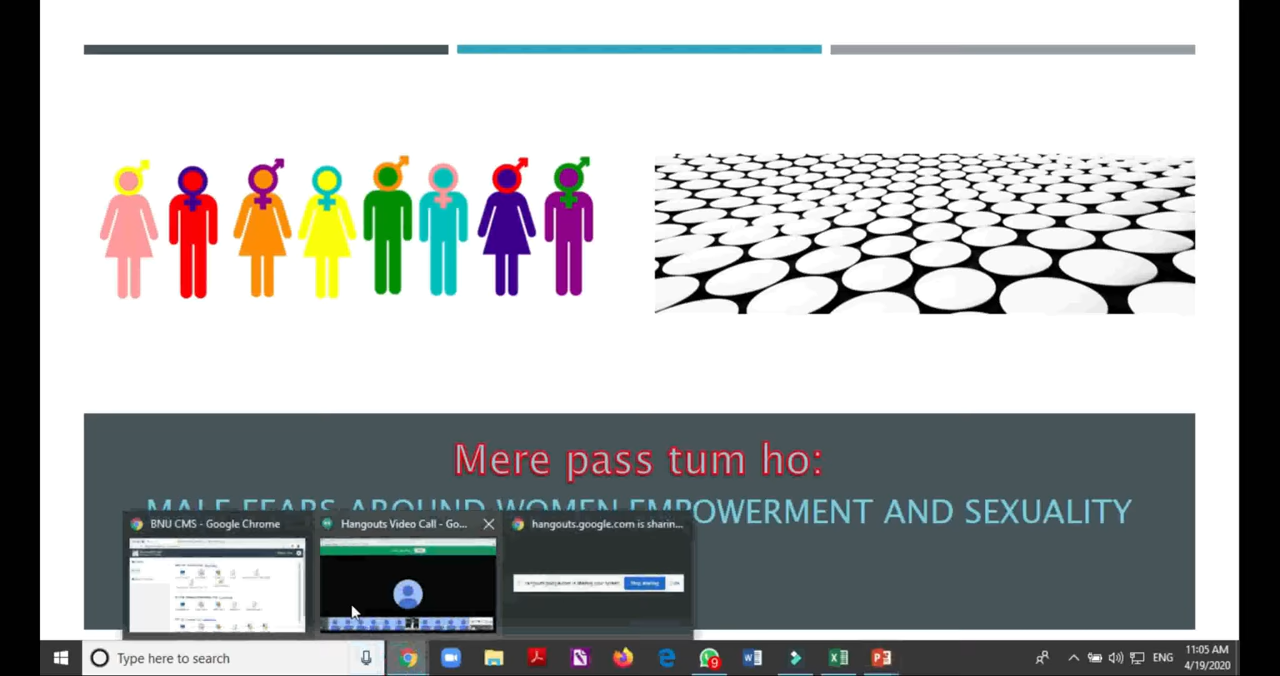 Mere pass tum ho:
MALE FEARS AROUND WOMEN EMPOWERMENT AND SEXUALITY
BNU CMS - Google Chrome
Hangouts Video Call - Go...
hangouts.google.com is sharin...
Stop sharing
Type here to search
9
ENG
11:05 AM
4/19/2020